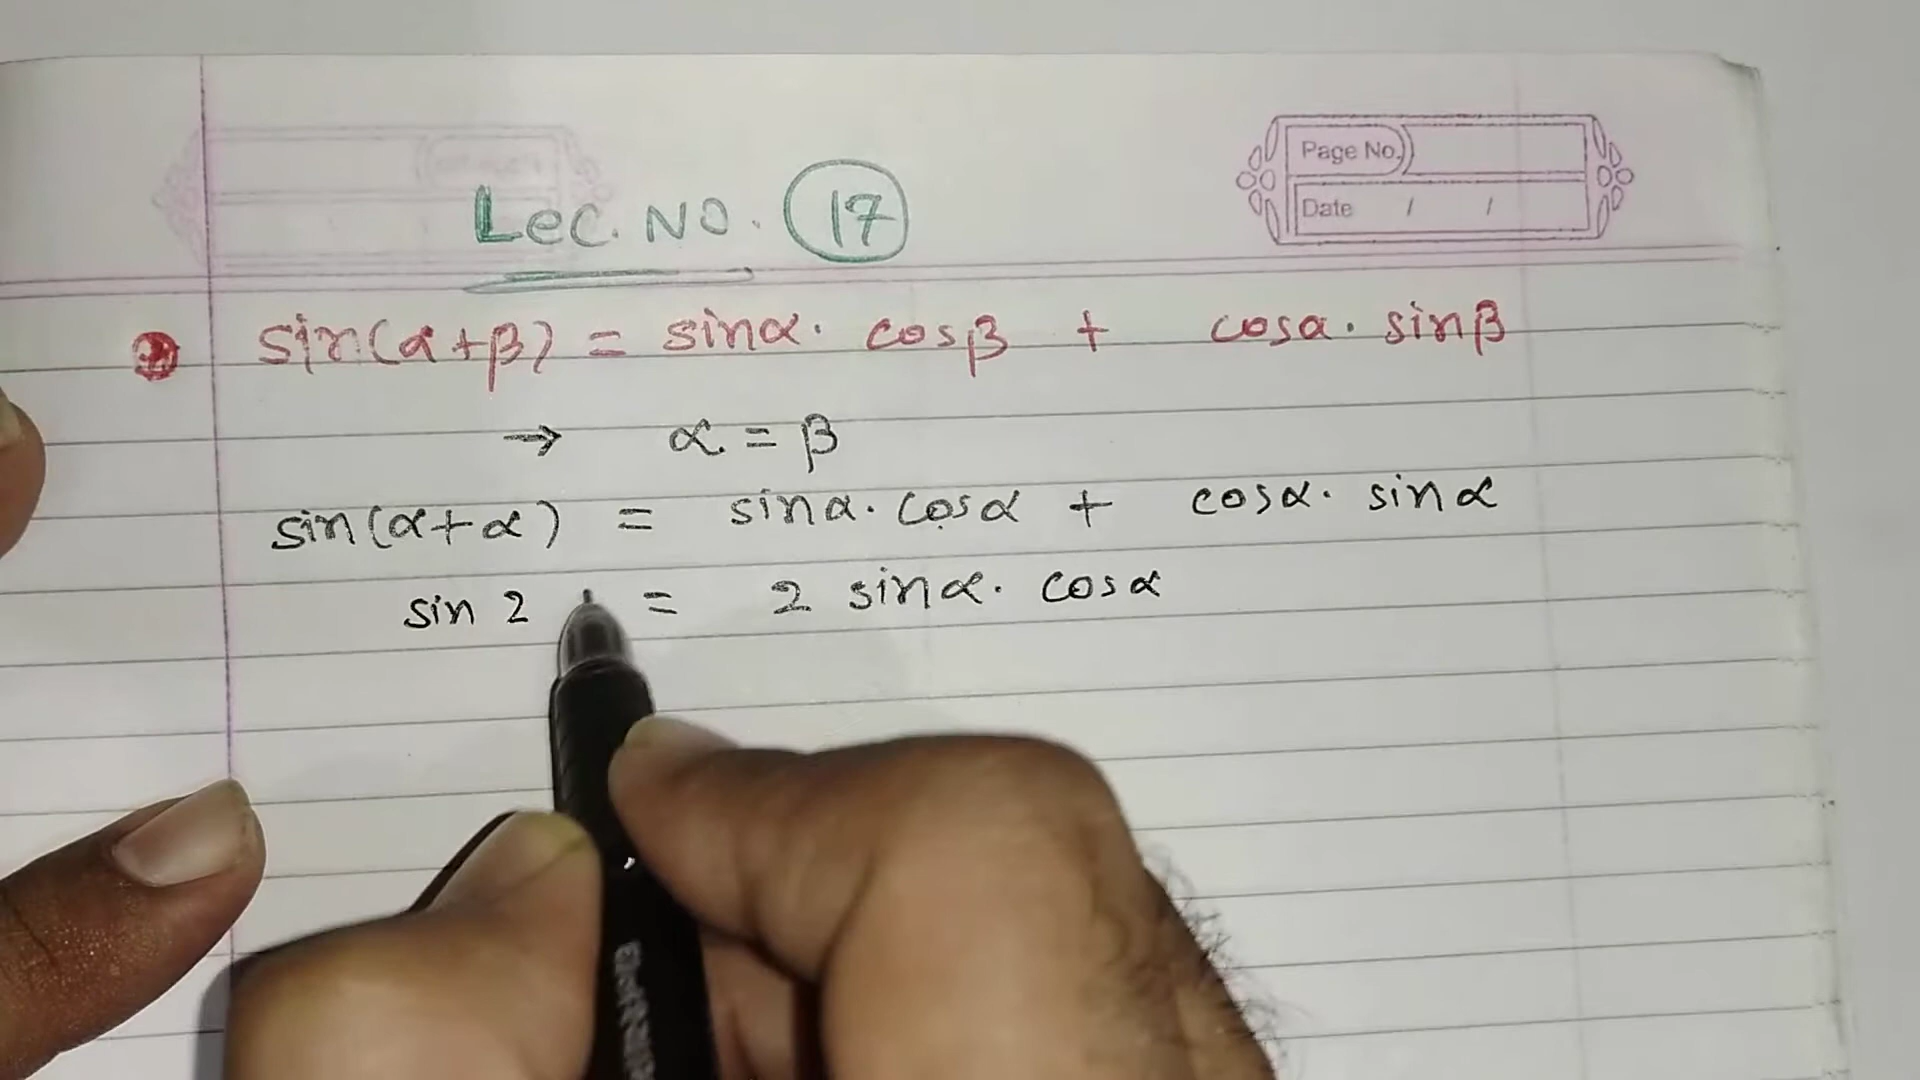 Page No.
Date / /
Lec. No. 17
sin(α+β) = sinα. cosβ + cosα. sinβ
→ α = β
sin(α+α) = sinα. cosα + cosα. sinα
sin 2 = 2 sinα. cosα